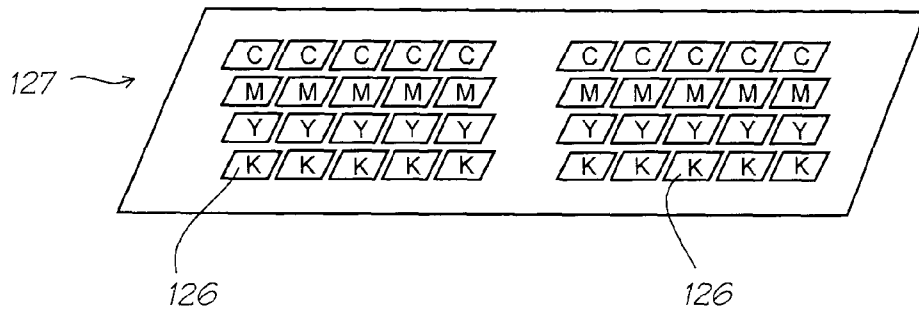 C C C C C C C C C C
127 M M M M M M M M M M
Y Y Y Y Y Y Y Y Y Y
K K K K K K K K K K
126 126